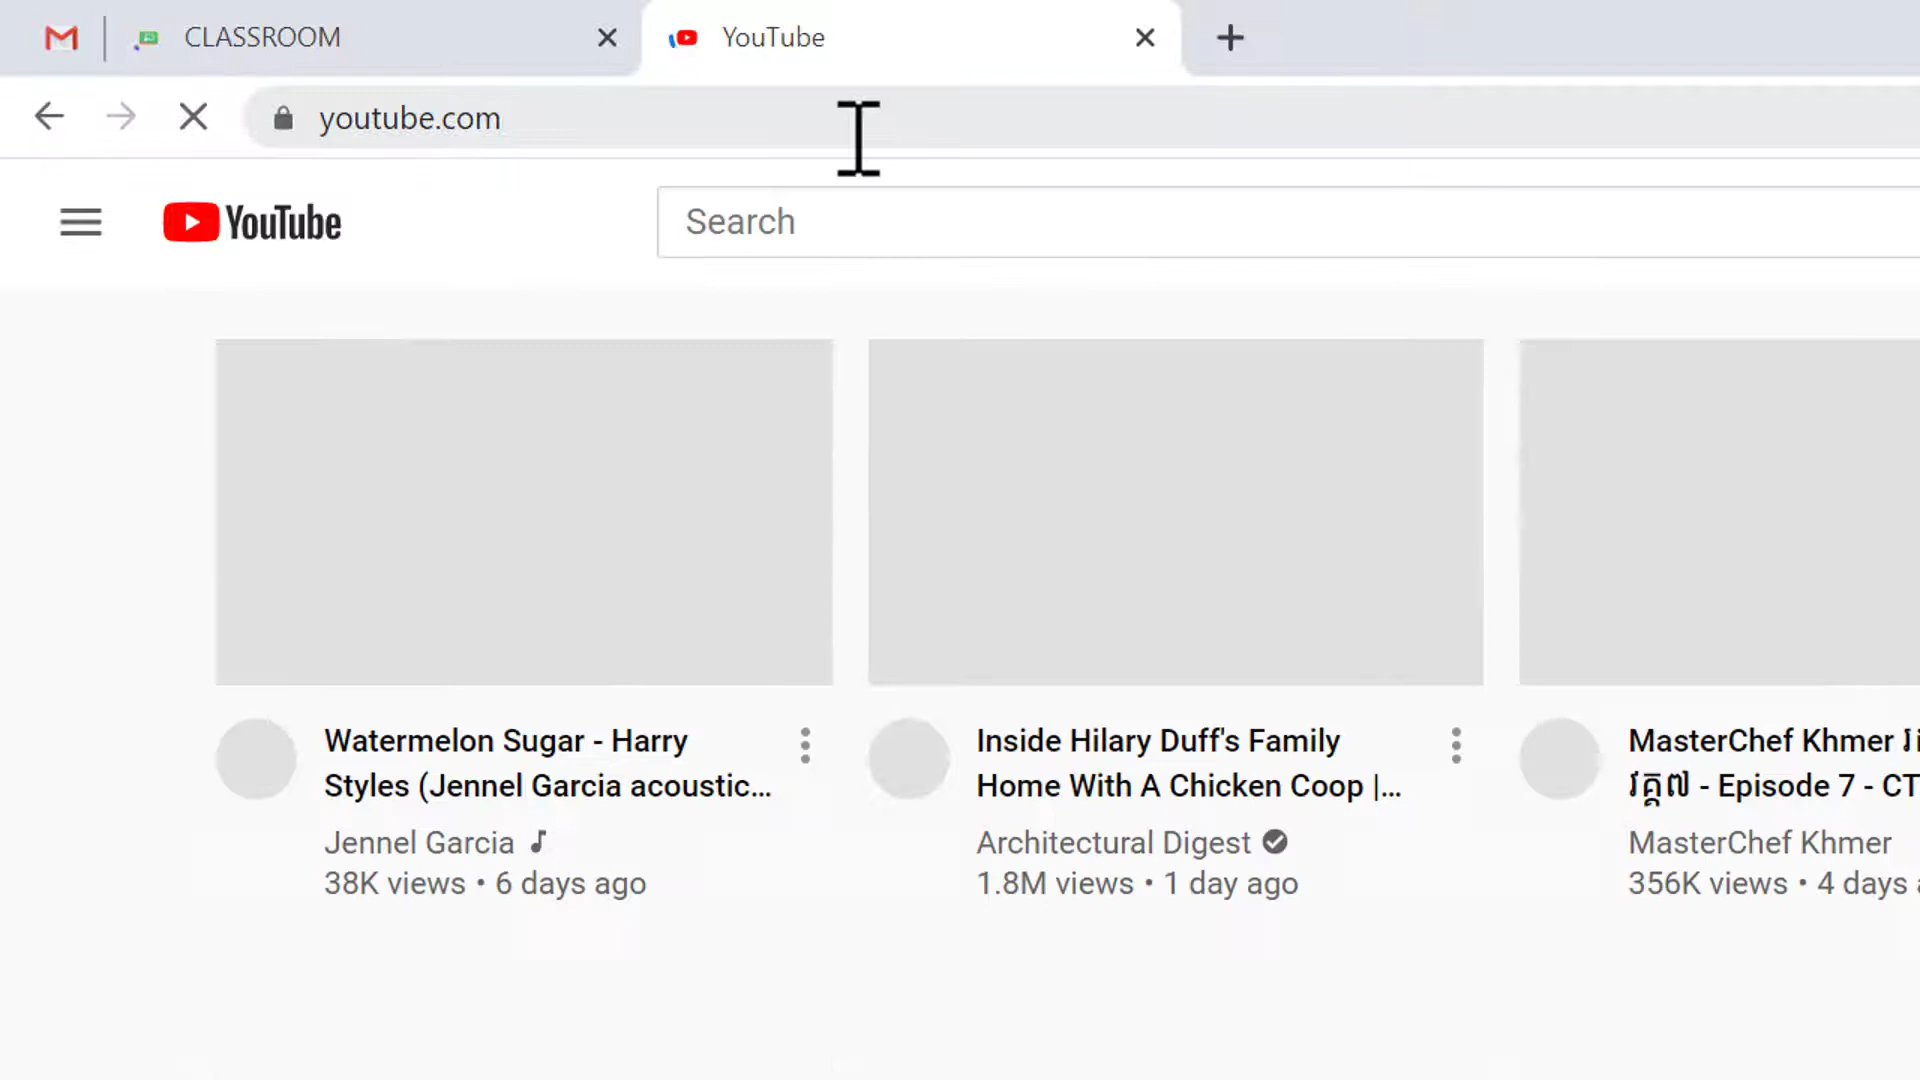 CLASSROOM
YouTube
youtube.com
YouTube
Search
Watermelon Sugar - Harry
Styles (Jennel Garcia acoustic...
Jennel Garcia
38K views • 6 days ago
Inside Hilary Duff's Family
Home With A Chicken Coop |...
Architectural Digest
1.8M views • 1 day ago
MasterChef Khmer
- Episode 7 - CT
MasterChef Khmer
356K views • 4 days